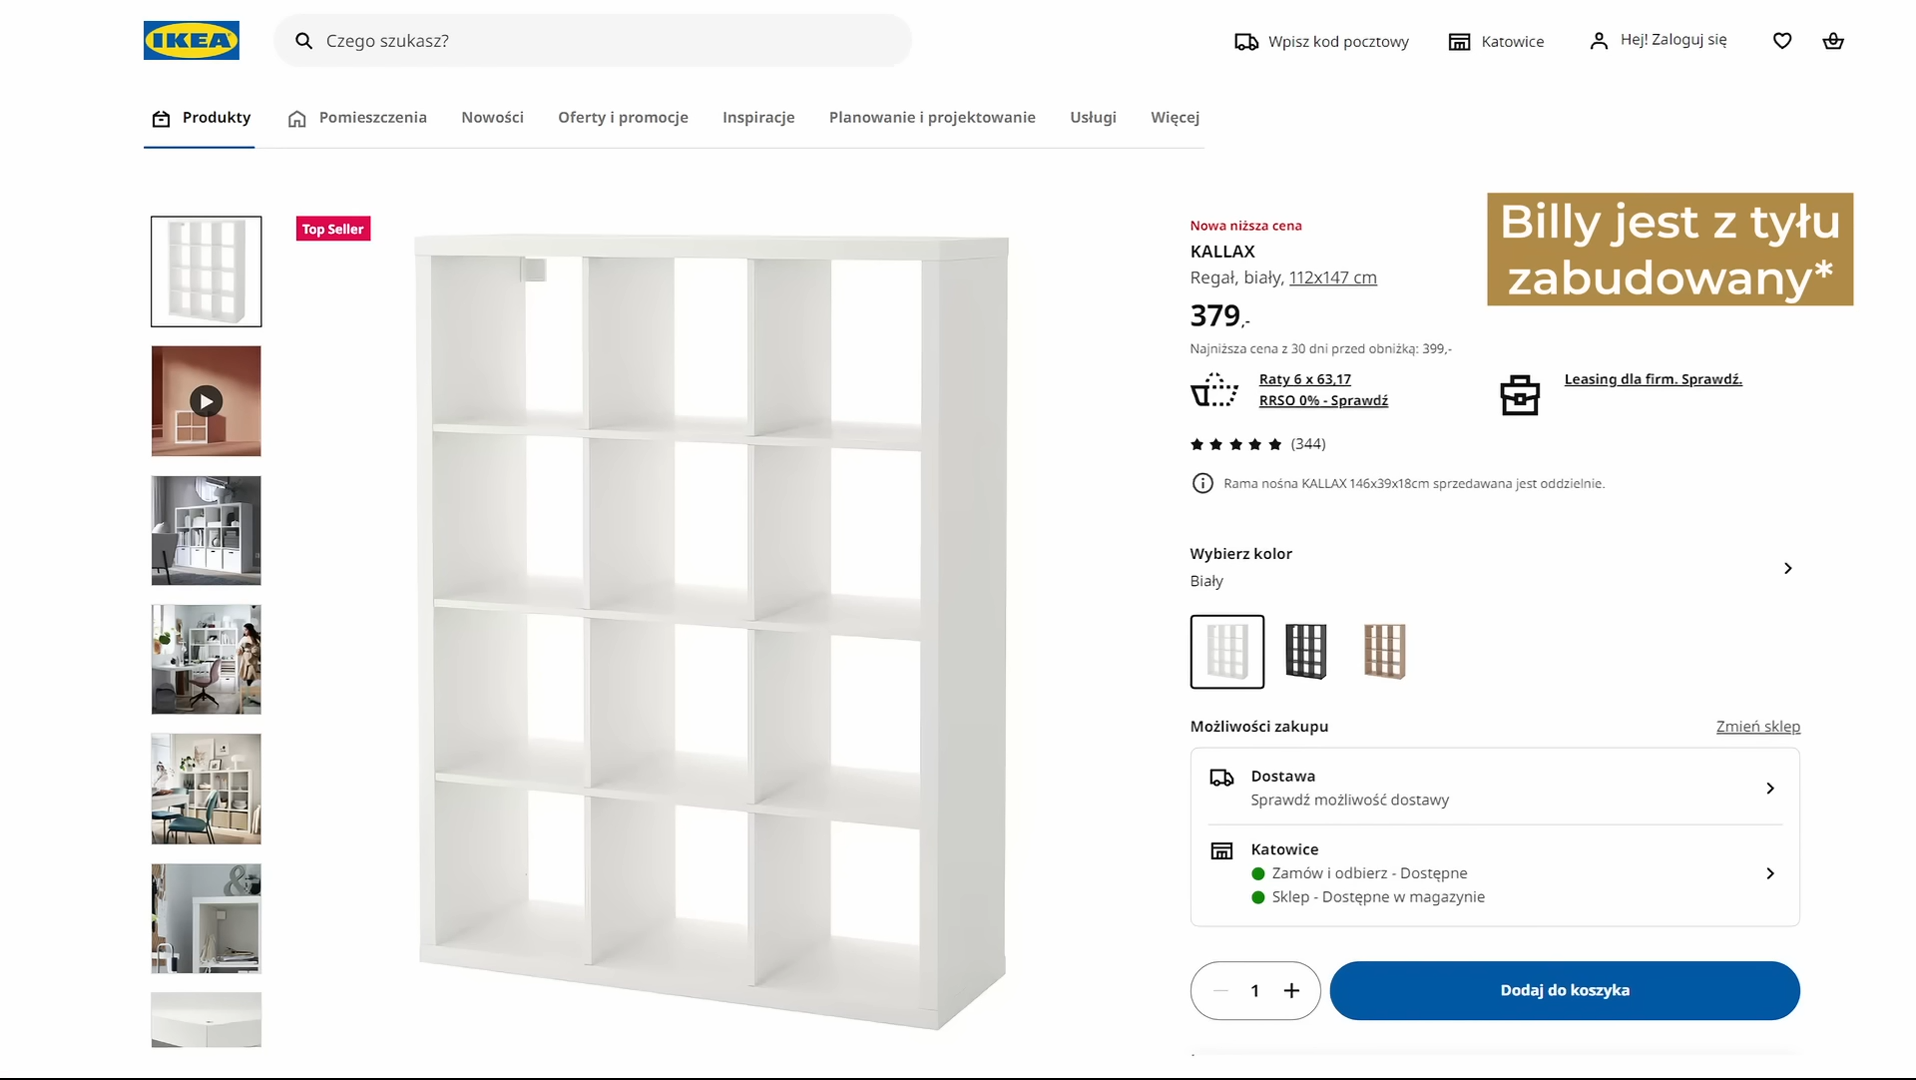 IKEA
Czego szukasz?
Wpisz kod pocztowy
Katowice
Hej! Zaloguj się
Produkty
Pomieszczenia
Nowości
Oferty i promocje
Inspiracje
Planowanie i projektowanie
Usługi
Więcej
Top Seller
Nowa niższa cena
KALLAX
Regał, biały, 112x147 cm
379,-
Najniższa cena z 30 dni przed obniżką: 399,-
Raty 6 x 63,17
RRSO 0% - Sprawdź
Leasing dla firm. Sprawdź.
(344)
Rama nośna KALLAX 146x39x18cm sprzedawana jest oddzielnie.
Billy jest z tyłu
zabudowany*
Wybierz kolor
Biały
Możliwości zakupu
Zmień sklep
Dostawa
Sprawdź możliwość dostawy
Katowice
Zamów i odbierz - Dostępne
Sklep - Dostępne w magazynie
1
Dodaj do koszyka